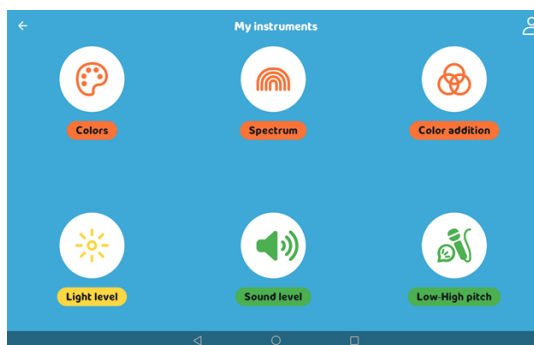 My instruments
Colors
Spectrum
Color addition
Light level
Sound level
Low-High pitch